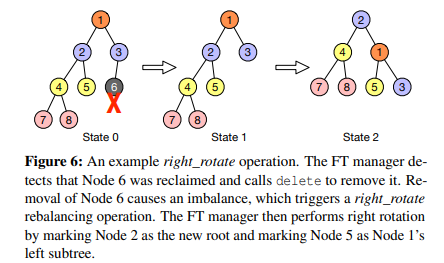 1
1
2
2
3
2
3
4
1
4
5
6
4
5
7
8
5
3
7
8
7
8
State 0
State 1
State 2
Figure 6: An example right_rotate operation. The FT manager de-
tects that Node 6 was reclaimed and calls delete to remove it. Re-
moval of Node 6 causes an imbalance, which triggers a right_rotate
rebalancing operation. The FT manager then performs right rotation
by marking Node 2 as the new root and marking Node 5 as Node 1's
left subtree.